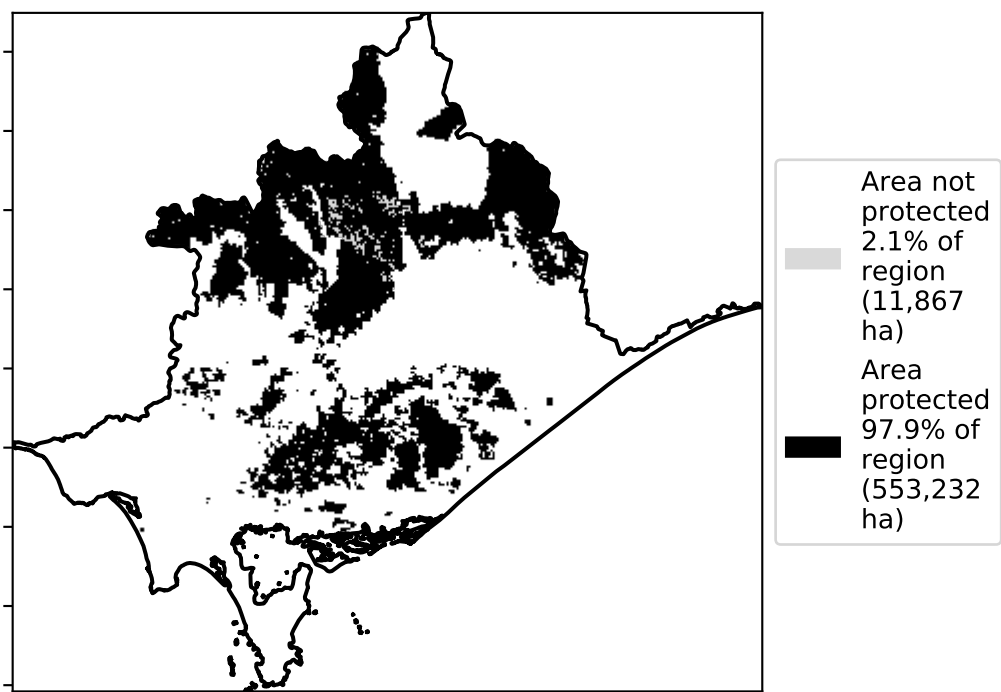 Area not
protected
2.1% of
region
(11,867
ha)
Area
protected
97.9% of
region
(553,232
ha)